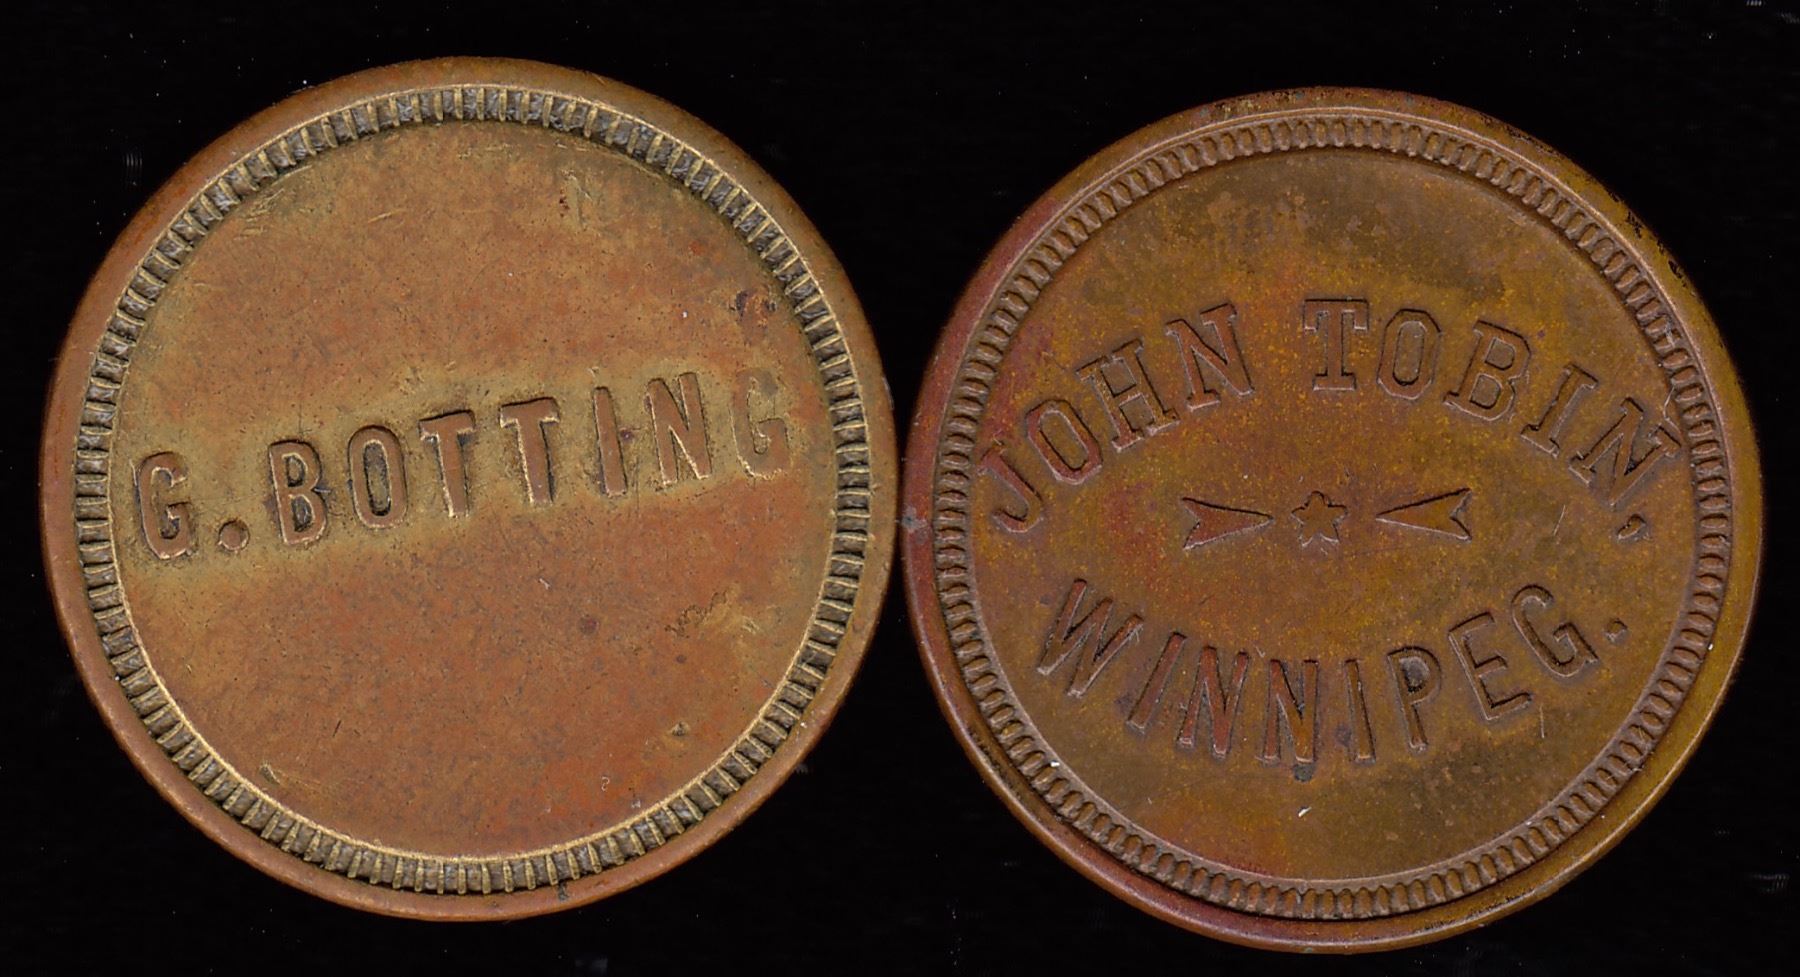 G. BOTTING
JOHN TOBIN,
WINNIPEG.